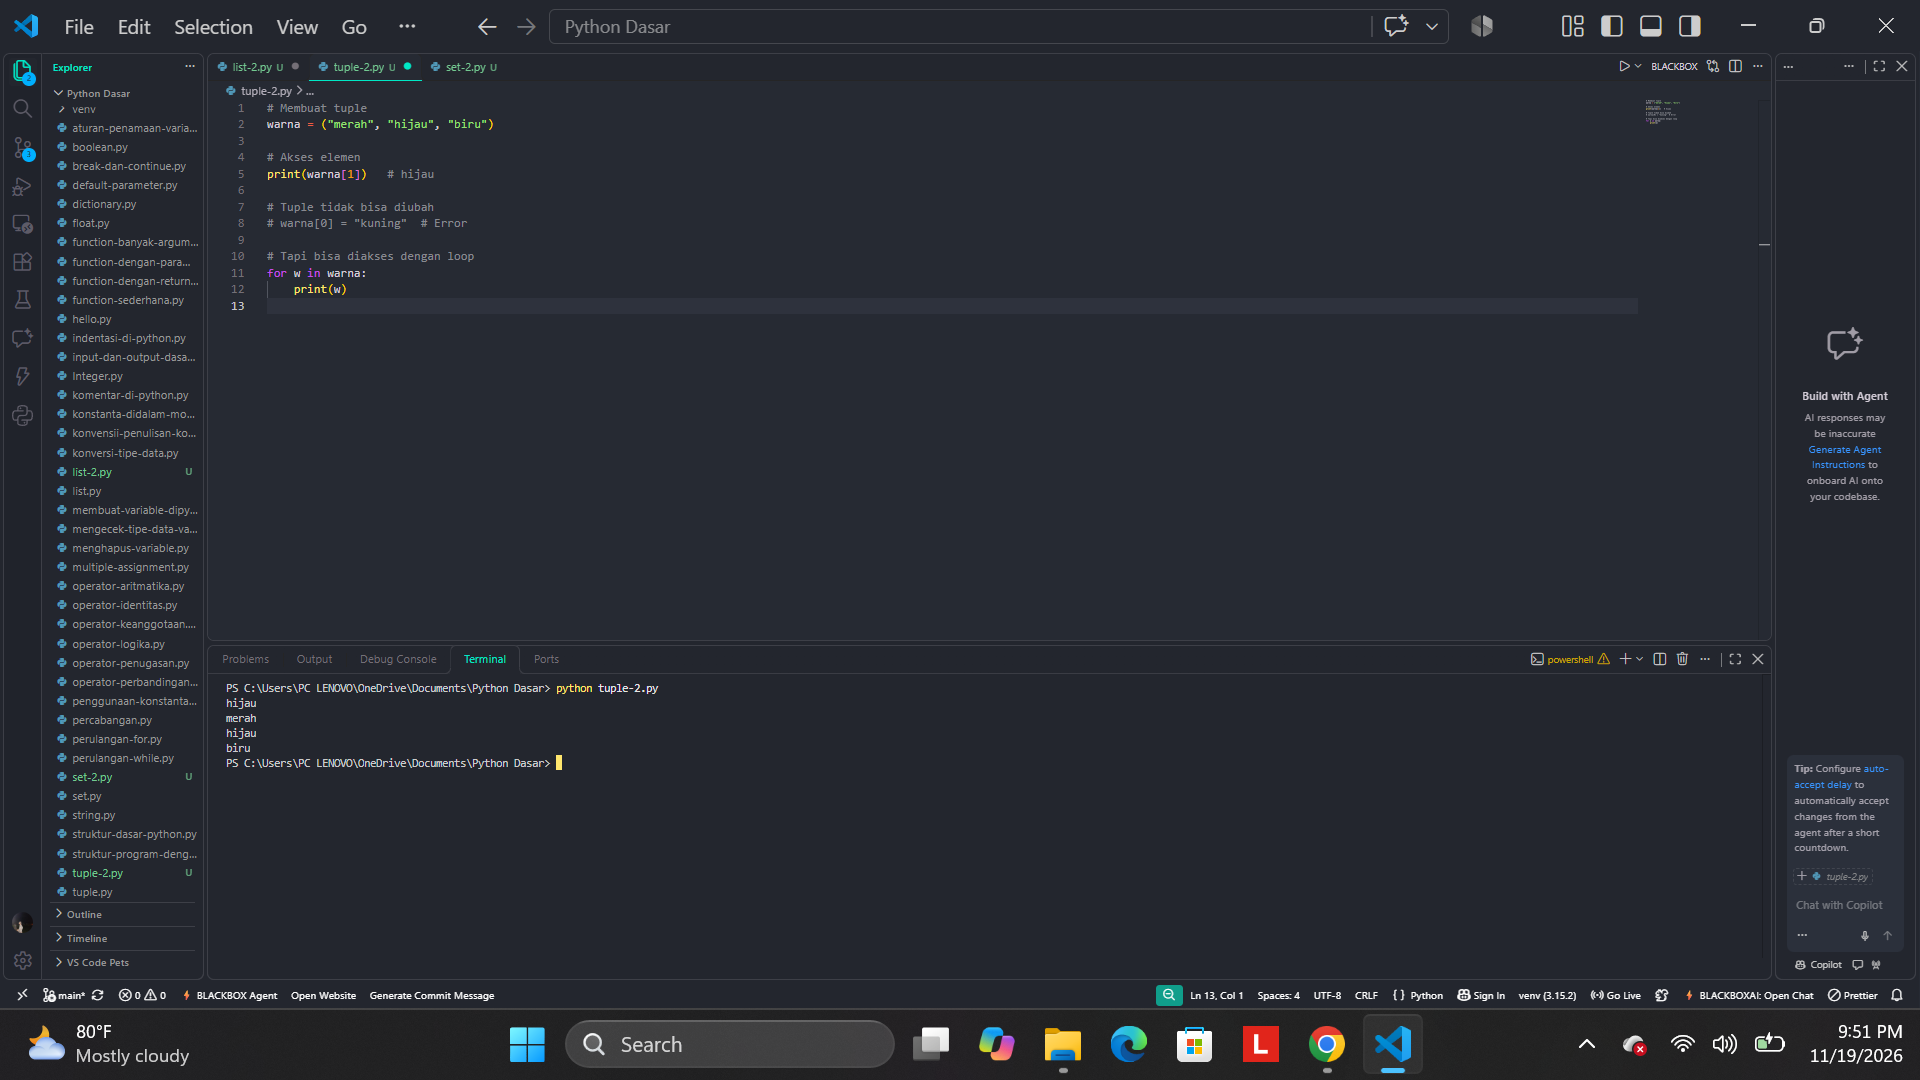 File Edit Selection View Go ···
Python Dasar
Explorer
Python Dasar
venv
aturan-penamaan-varia...
boolean.py
break-dan-continue.py
default-parameter.py
dictionary.py
float.py
function-banyak-argum...
function-dengan-para...
function-dengan-return...
function-sederhana.py
hello.py
indentasi-di-python.py
input-dan-output-dasa...
Integer.py
komentar-di-python.py
konstanta-didalam-mo...
konvensii-penulisan-ko...
konversi-tipe-data.py
list-2.py U
list.py
membuat-variable-dipy...
mengecek-tipe-data-va...
menghapus-variable.py
multiple-assignment.py
operator-aritmatika.py
operator-identitas.py
operator-keanggotaan....
operator-logika.py
operator-penugasan.py
operator-perbandingan...
penggunaan-konstanta...
percabangan.py
perulangan-for.py
perulangan-while.py
set-2.py U
set.py
string.py
struktur-dasar-python.py
struktur-program-deng...
tuple-2.py U
tuple.py
Outline
Timeline
VS Code Pets
list-2.py U
tuple-2.py U
set-2.py U
BLACKBOX
tuple-2.py > ...
1 # Membuat tuple
2 warna = ("merah", "hijau", "biru")
3
4 # Akses elemen
5 print(warna[1])   # hijau
6
7 # Tuple tidak bisa diubah
8 # warna[0] = "kuning"  # Error
9
10 # Tapi bisa diakses dengan loop
11 for w in warna:
12     print(w)
13
Problems Output Debug Console Terminal Ports
powershell
PS C:\Users\PC LENOVO\OneDrive\Documents\Python Dasar> python tuple-2.py
hijau
merah
hijau
biru
PS C:\Users\PC LENOVO\OneDrive\Documents\Python Dasar>
Build with Agent
AI responses may
be inaccurate
Generate Agent
Instructions to
onboard AI onto
your codebase.
Tip: Configure auto-
accept delay to
automatically accept
changes from the
agent after a short
countdown.
tuple-2.py
Chat with Copilot
Copilot
main* 0 0 BLACKBOX Agent Open Website Generate Commit Message
Ln 13, Col 1 Spaces: 4 UTF-8 CRLF { } Python Sign In venv (3.15.2) Go Live BLACKBOXAI: Open Chat Prettier
80°F
Mostly cloudy
Search
L
9:51 PM
11/19/2026